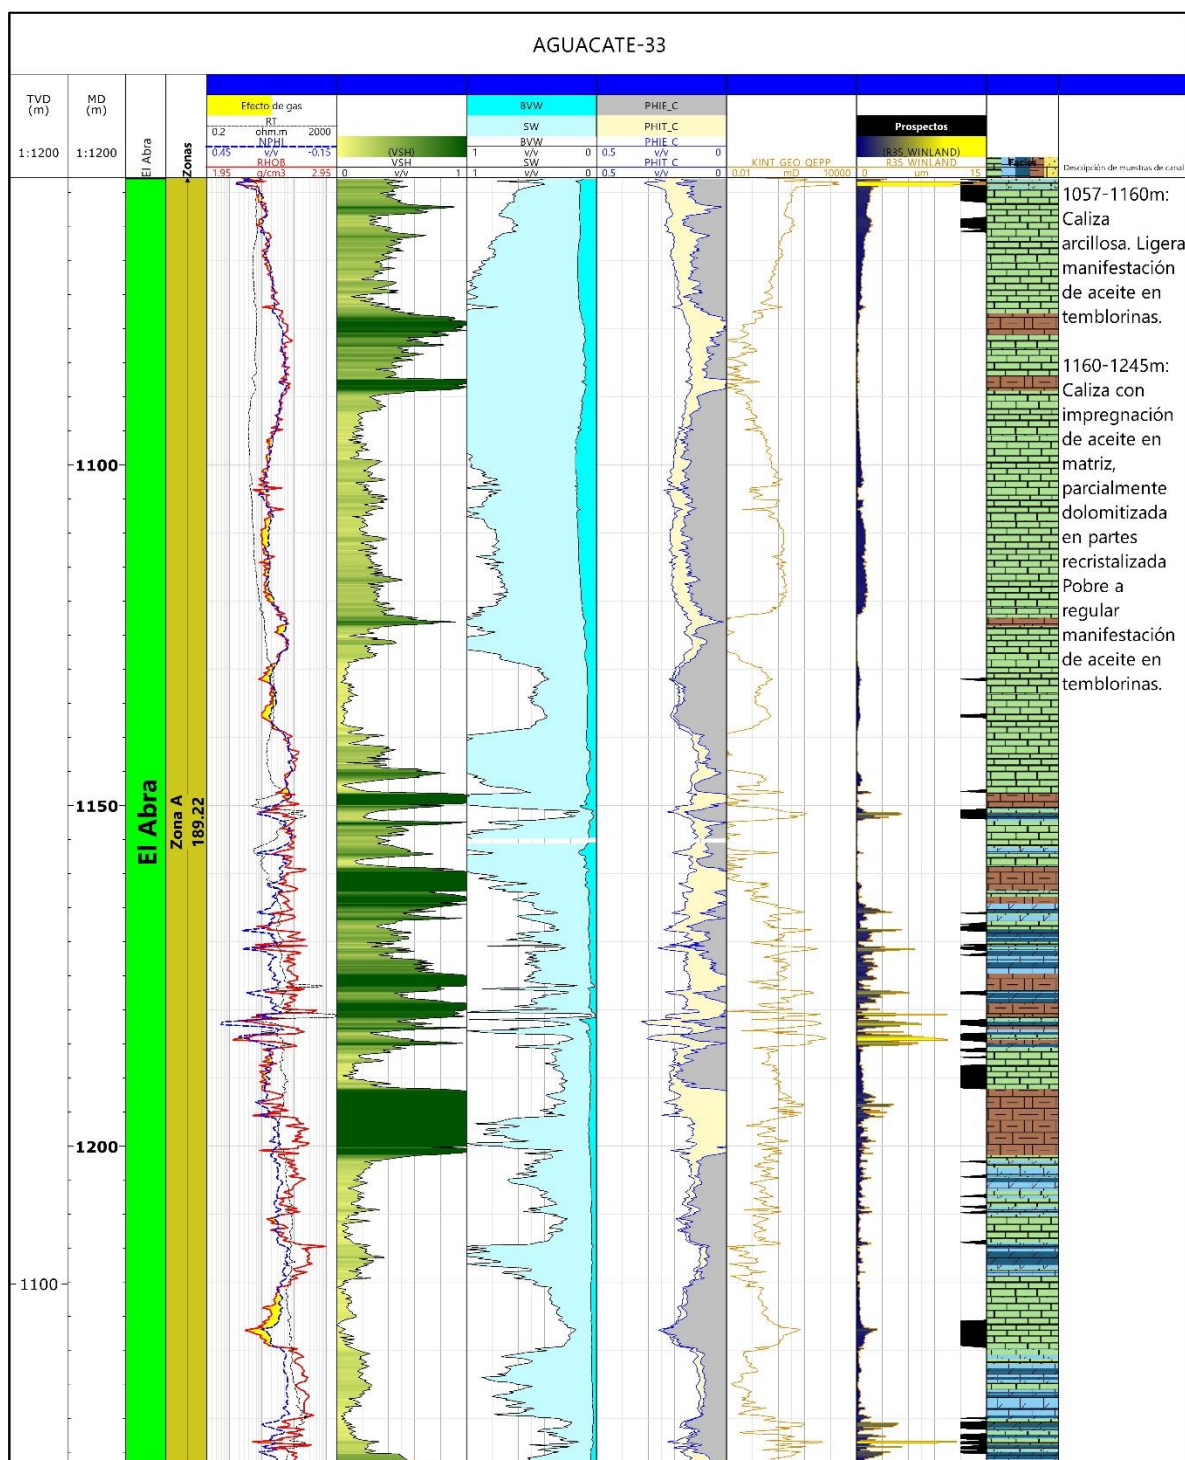 AGUACATE-33
TVD
(m)
1:1200
MD
(m)
1:1200
El Abra
Zonas
Efecto de gas
RT
0.2 ohm.m 2000
NPHI
0.45 v/v -0.15
RHOB
1.95 g/cm3 2.95
(VSH)
VSH
0 v/v 1
BVW
SW
BVW
1 v/v 0
SW
1 v/v 0
PHIE_C
PHIT_C
PHIE_C
0.5 v/v 0
PHIT_C
0.5 v/v 0
KINT_GEO_QEPP
0.01 mD 10000
Prospectos
(R35_WINLAND)
R35_WINLAND
0 um 15
Facies
Descripción de muestras de canal
1057-1160m:
Caliza
arcillosa. Ligera
manifestación
de aceite en
temblorinas.
1160-1245m:
Caliza con
impregnación
de aceite en
matriz,
parcialmente
dolomitizada
en partes
recristalizada
Pobre a
regular
manifestación
de aceite en
temblorinas.
1100
1150
1200
1100
El Abra
Zona A
189.22